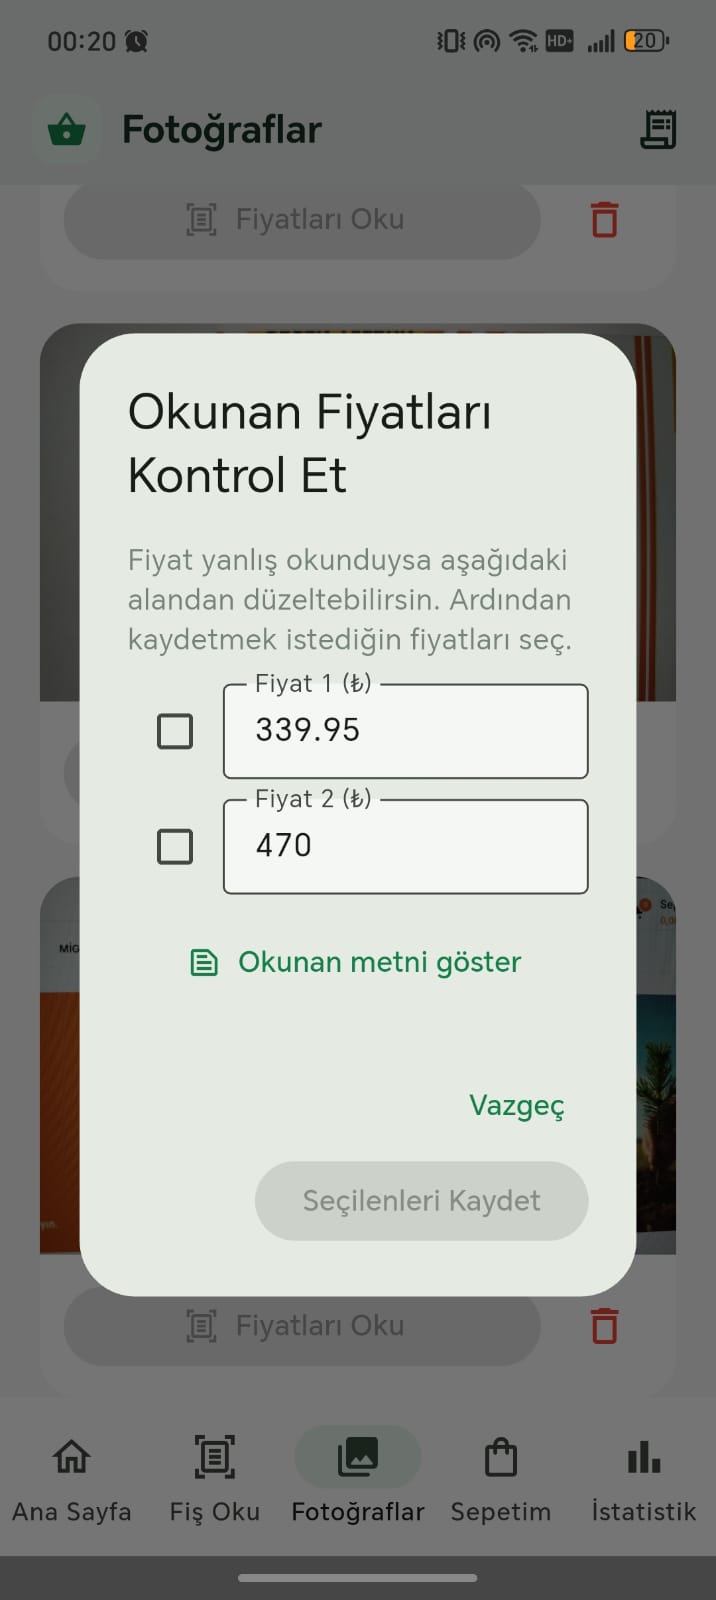 00:20
HD+
20
Fotoğraflar
Fiyatları Oku
Okunan Fiyatları
Kontrol Et
Fiyat yanlış okunduysa aşağıdaki
alandan düzeltebilirsin. Ardından
kaydetmek istediğin fiyatları seç.
Fiyat 1 (₺)
339.95
Fiyat 2 (₺)
470
Okunan metni göster
Vazgeç
Seçilenleri Kaydet
Fiyatları Oku
Ana Sayfa
Fiş Oku
Fotoğraflar
Sepetim
İstatistik